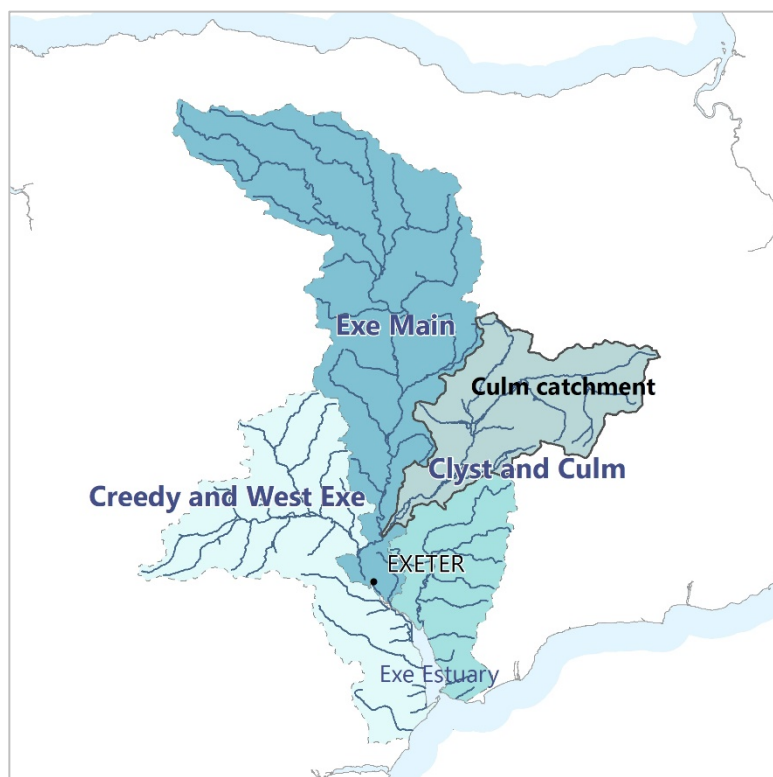 Exe Main
Culm catchment
Clyst and Culm
Creedy and West Exe
EXETER
Exe Estuary